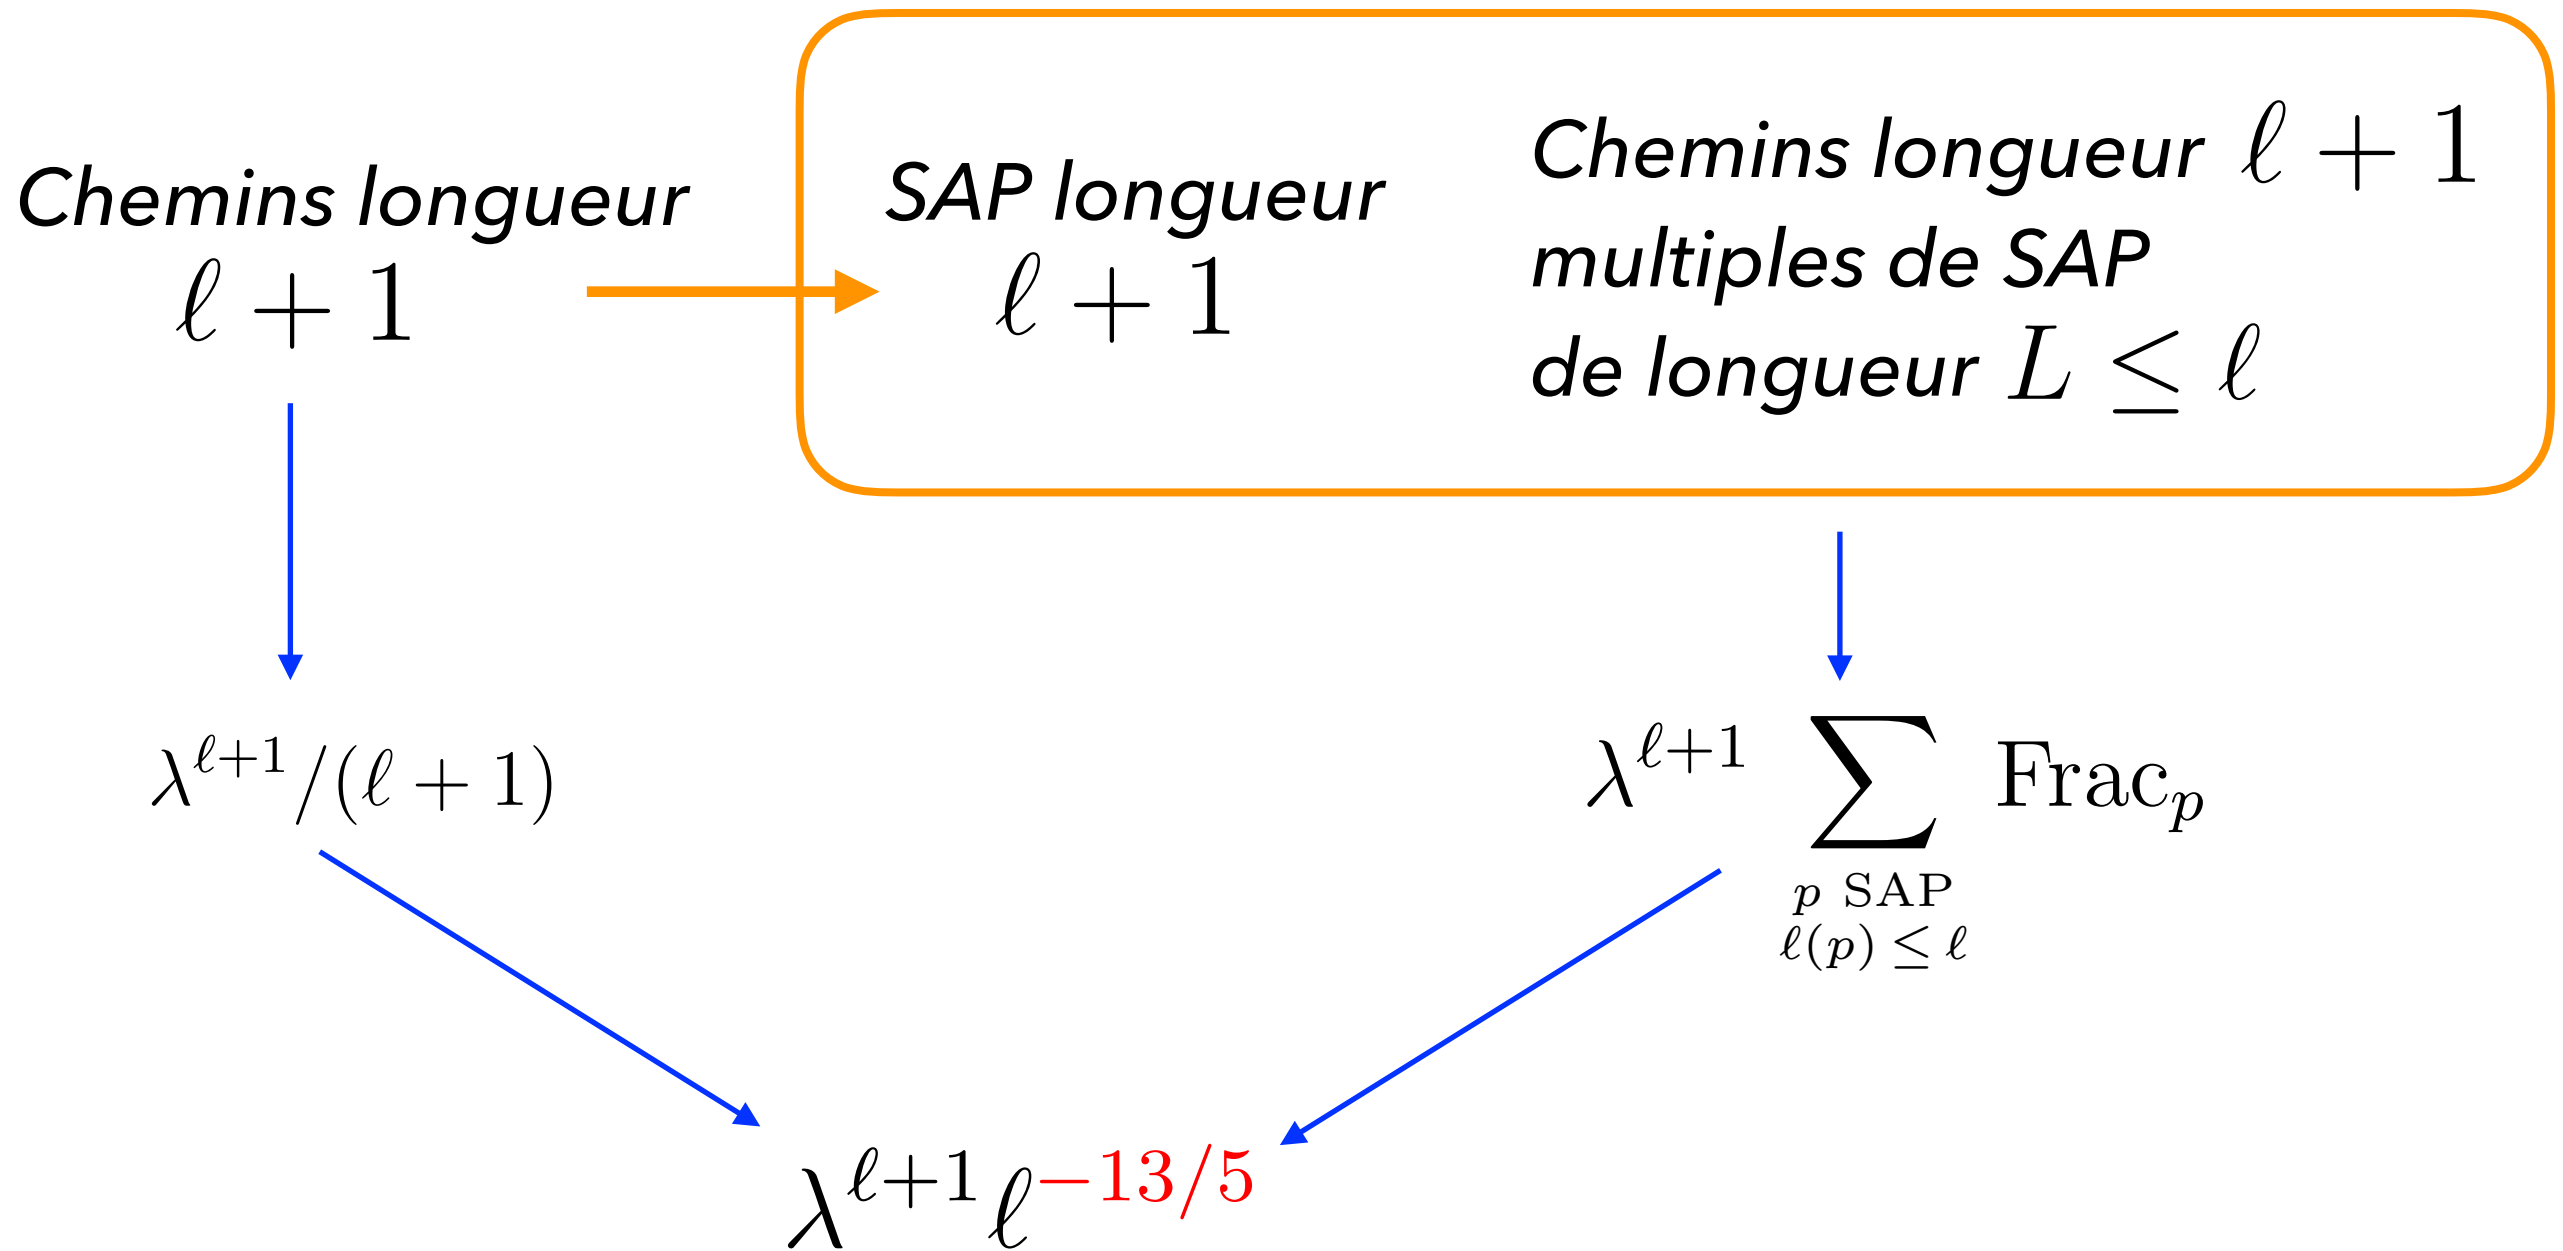 Chemins longueur
ℓ + 1
SAP longueur
ℓ + 1
Chemins longueur ℓ + 1
multiples de SAP
de longueur L ≤ ℓ
λ^{ℓ+1}/(ℓ + 1)
λ^{ℓ+1} ∑ Frac_p
p SAP
ℓ(p) ≤ ℓ
λ^{ℓ+1}ℓ^{−13/5}